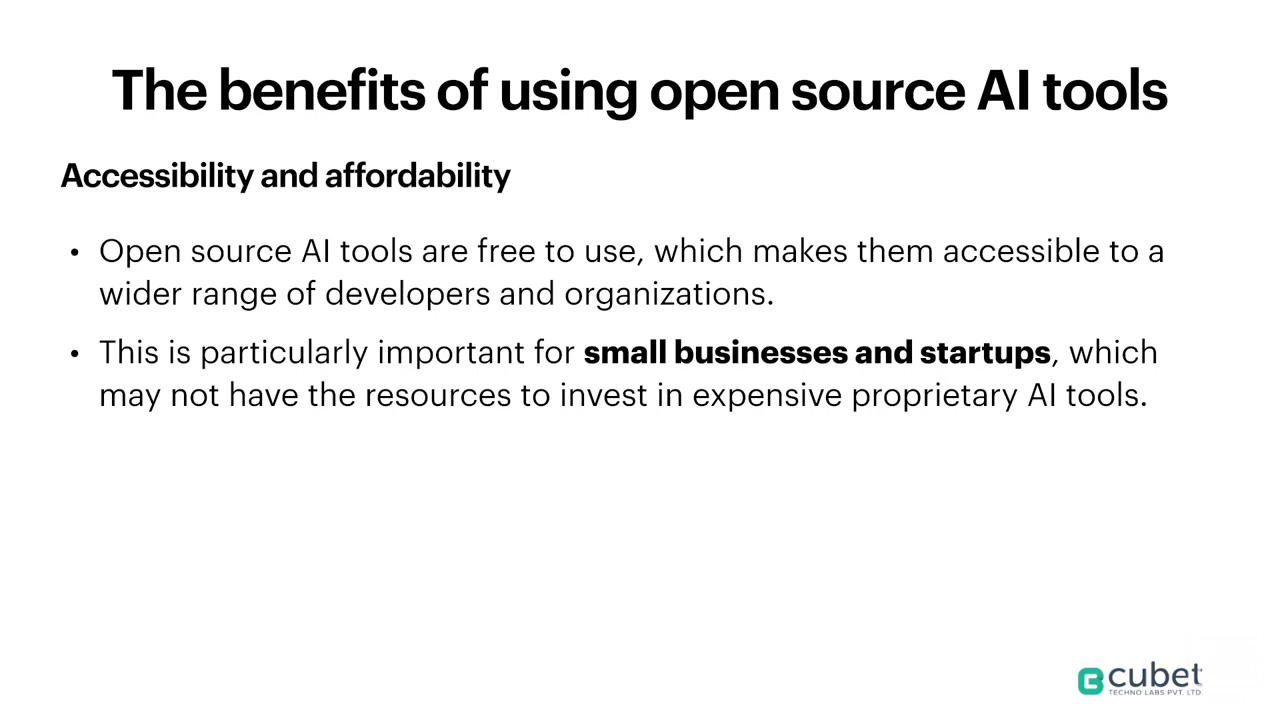 The benefits of using open source AI tools
Accessibility and affordability
• Open source AI tools are free to use, which makes them accessible to a
wider range of developers and organizations.
• This is particularly important for small businesses and startups, which
may not have the resources to invest in expensive proprietary AI tools.
cubet
TECHNO LABS PVT. LTD.